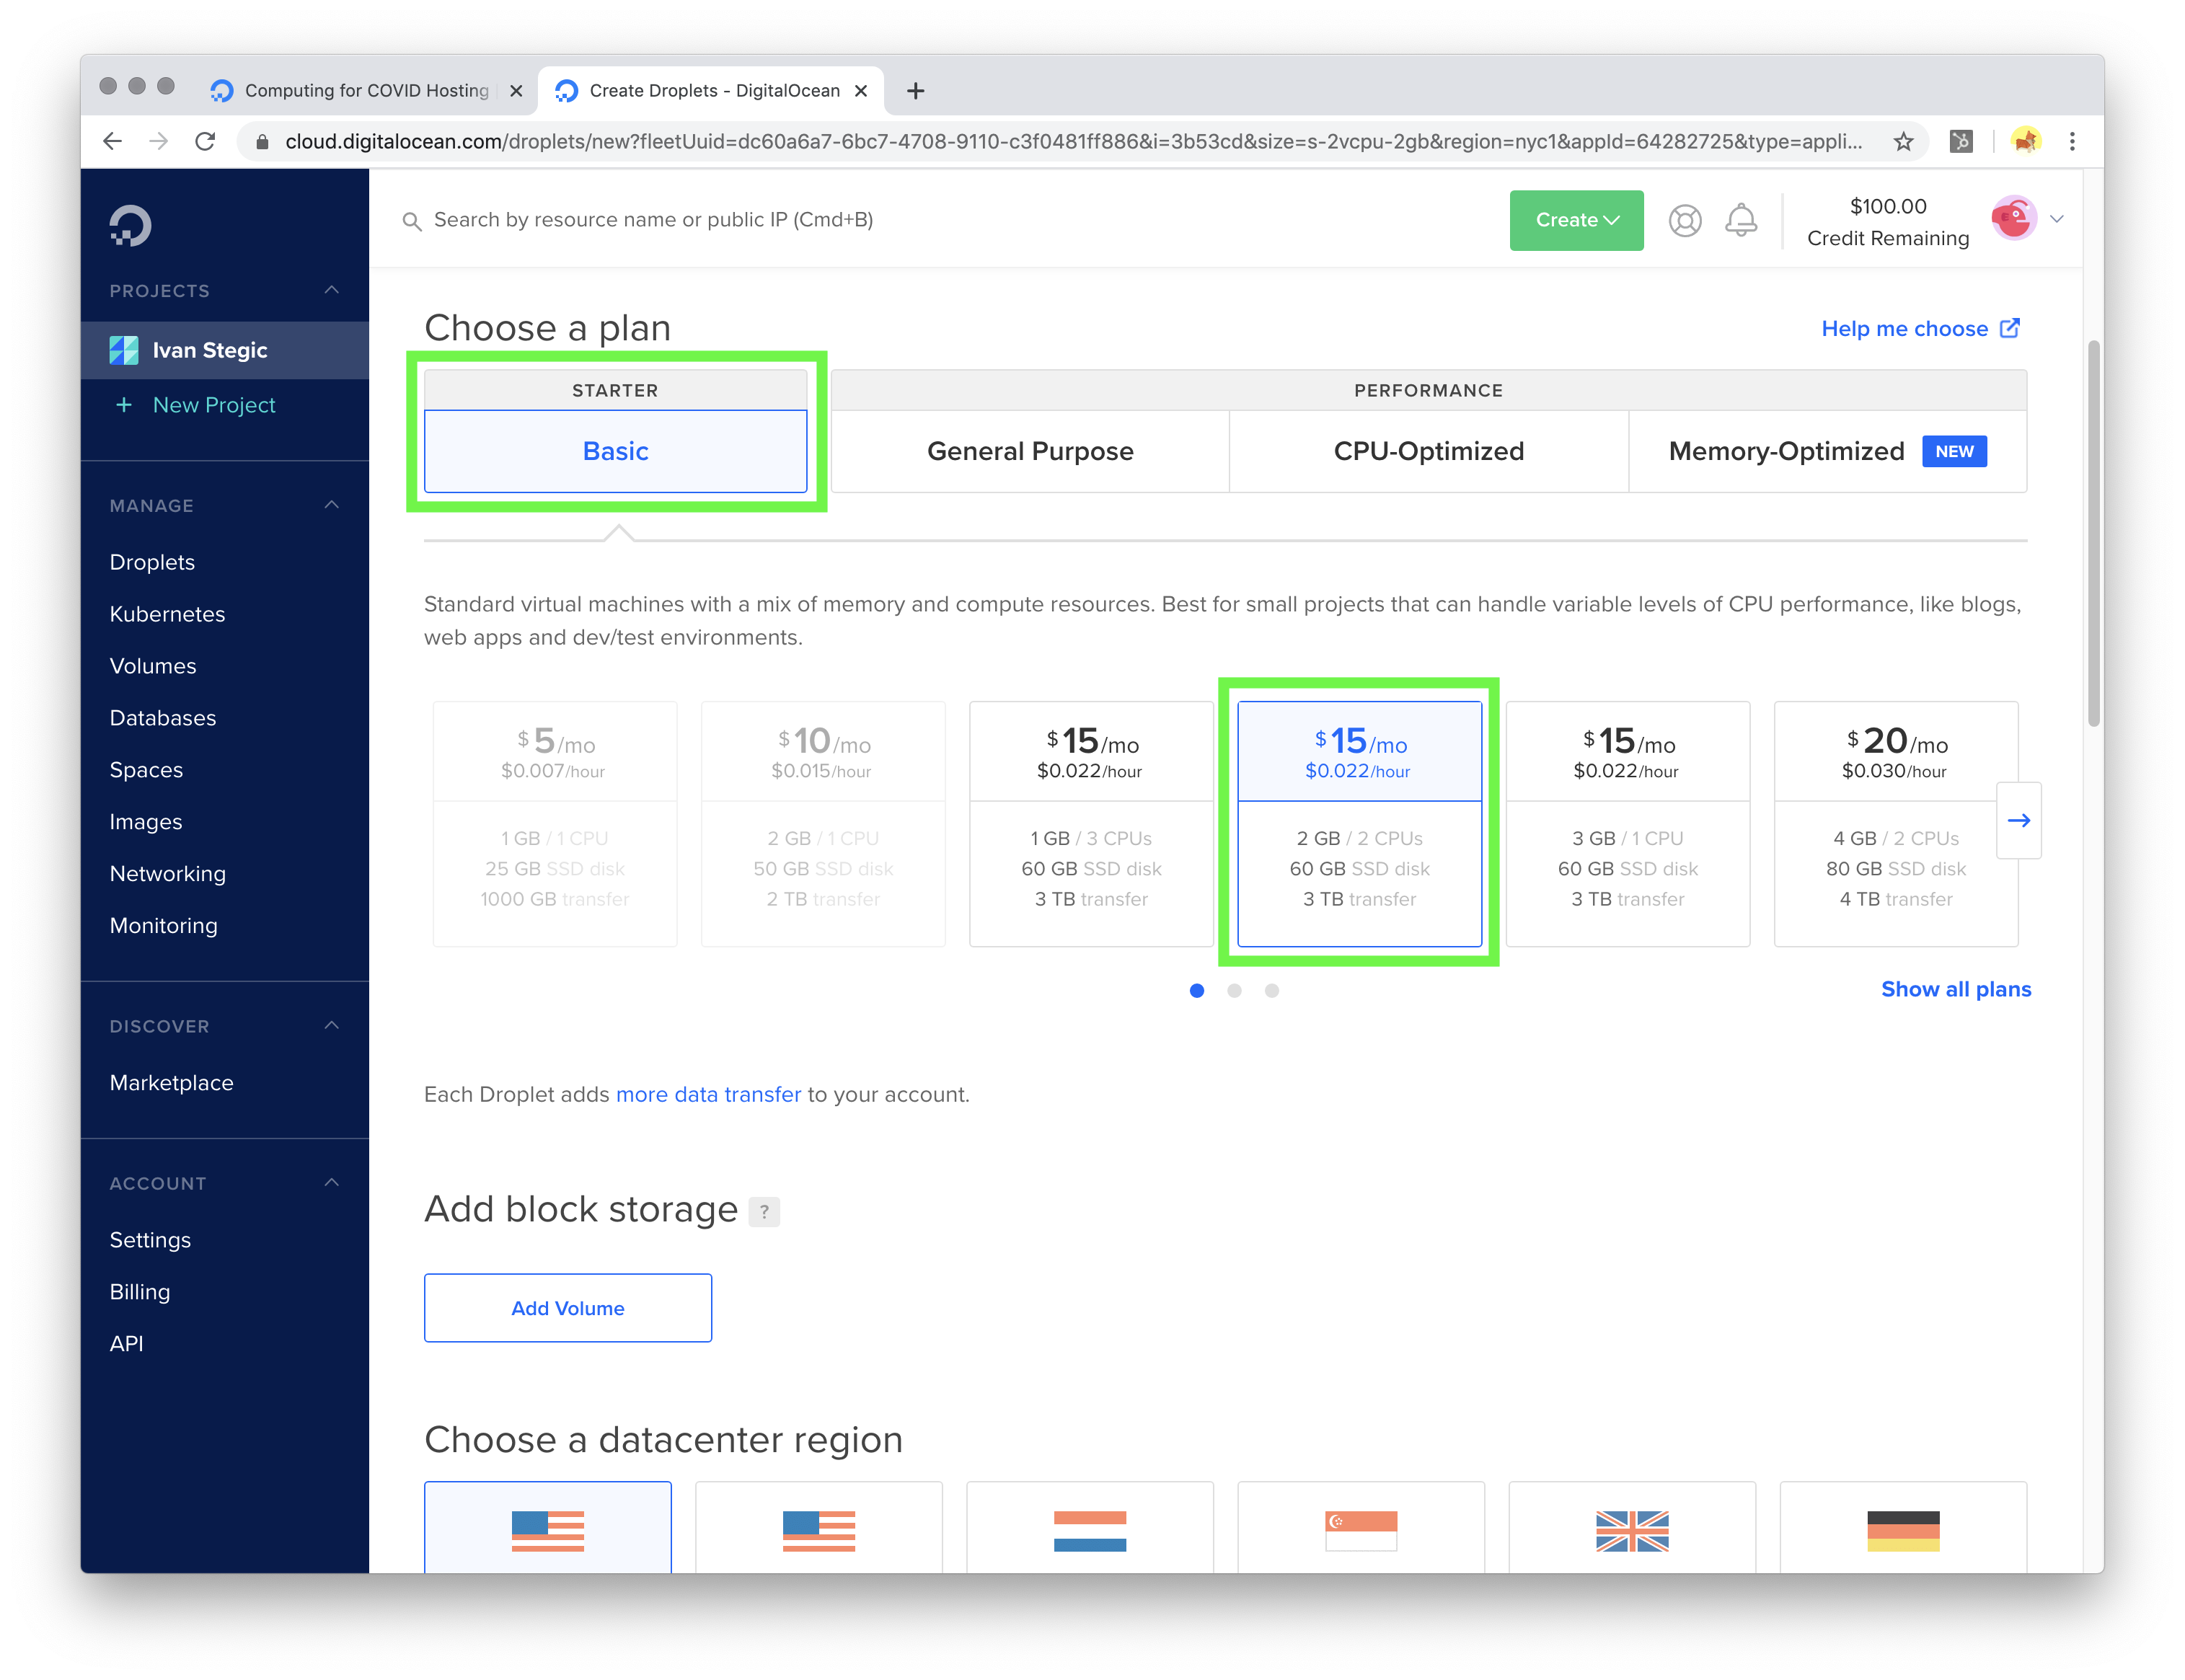 Computing for COVID Hosting
Create Droplets - DigitalOcean
cloud.digitalocean.com/droplets/new?fleetUuid=dc60a6a7-6bc7-4708-9110-c3f0481ff886&i=3b53cd&size=s-2vcpu-2gb&region=nyc1&appId=64282725&type=appli...
Search by resource name or public IP (Cmd+B)
Create
$100.00
Credit Remaining
PROJECTS
Ivan Stegic
+ New Project
MANAGE
Droplets
Kubernetes
Volumes
Databases
Spaces
Images
Networking
Monitoring
DISCOVER
Marketplace
ACCOUNT
Settings
Billing
API
Choose a plan
Help me choose
STARTER
PERFORMANCE
Basic
General Purpose
CPU-Optimized
Memory-Optimized NEW
Standard virtual machines with a mix of memory and compute resources. Best for small projects that can handle variable levels of CPU performance, like blogs,
web apps and dev/test environments.
$ 5/mo
$0.007/hour
1 GB / 1 CPU
25 GB SSD disk
1000 GB transfer
$ 10/mo
$0.015/hour
2 GB / 1 CPU
50 GB SSD disk
2 TB transfer
$ 15/mo
$0.022/hour
1 GB / 3 CPUs
60 GB SSD disk
3 TB transfer
$ 15/mo
$0.022/hour
2 GB / 2 CPUs
60 GB SSD disk
3 TB transfer
$ 15/mo
$0.022/hour
3 GB / 1 CPU
60 GB SSD disk
3 TB transfer
$ 20/mo
$0.030/hour
4 GB / 2 CPUs
80 GB SSD disk
4 TB transfer
Show all plans
Each Droplet adds more data transfer to your account.
Add block storage ?
Add Volume
Choose a datacenter region